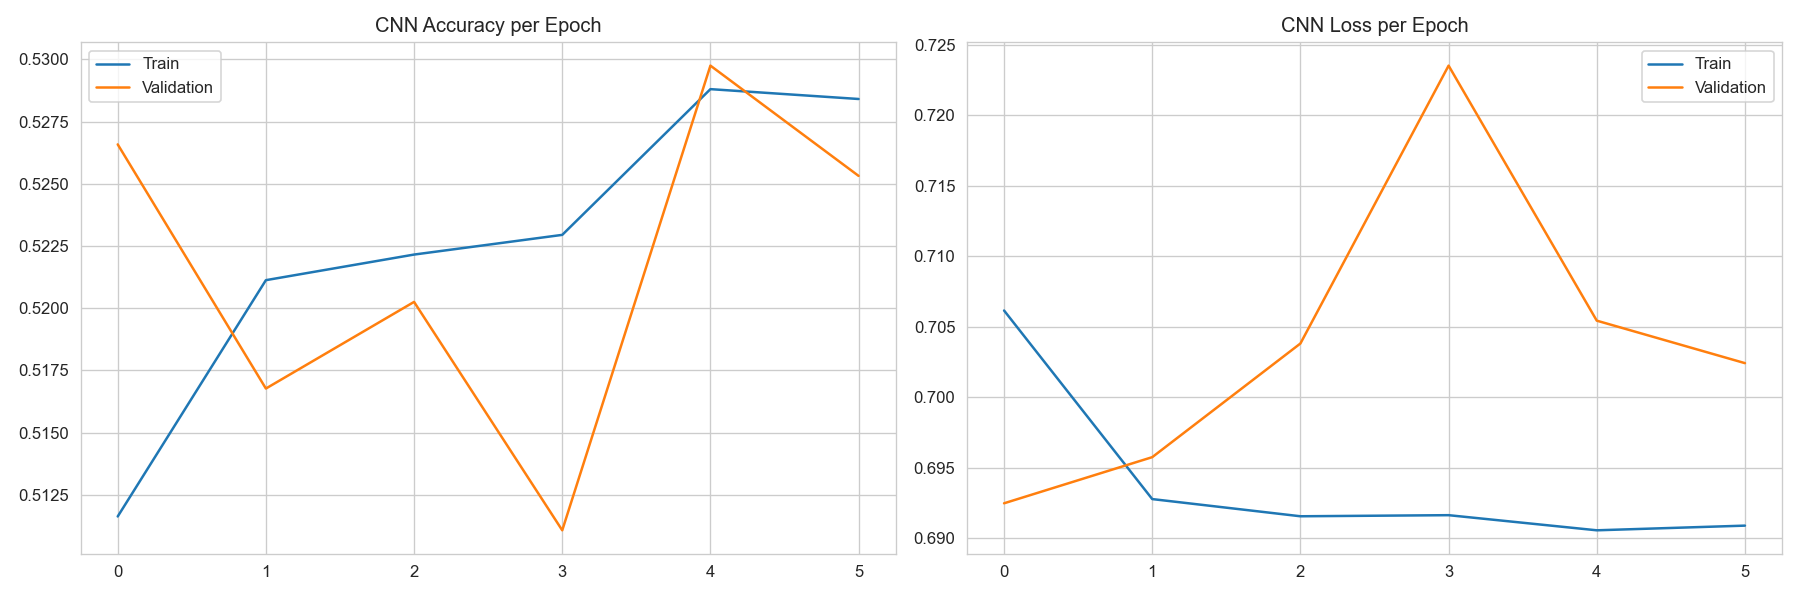 CNN Accuracy per Epoch
Train
Validation
0.5300
0.5275
0.5250
0.5225
0.5200
0.5175
0.5150
0.5125
0 1 2 3 4 5
CNN Loss per Epoch
Train
Validation
0.725
0.720
0.715
0.710
0.705
0.700
0.695
0.690
0 1 2 3 4 5